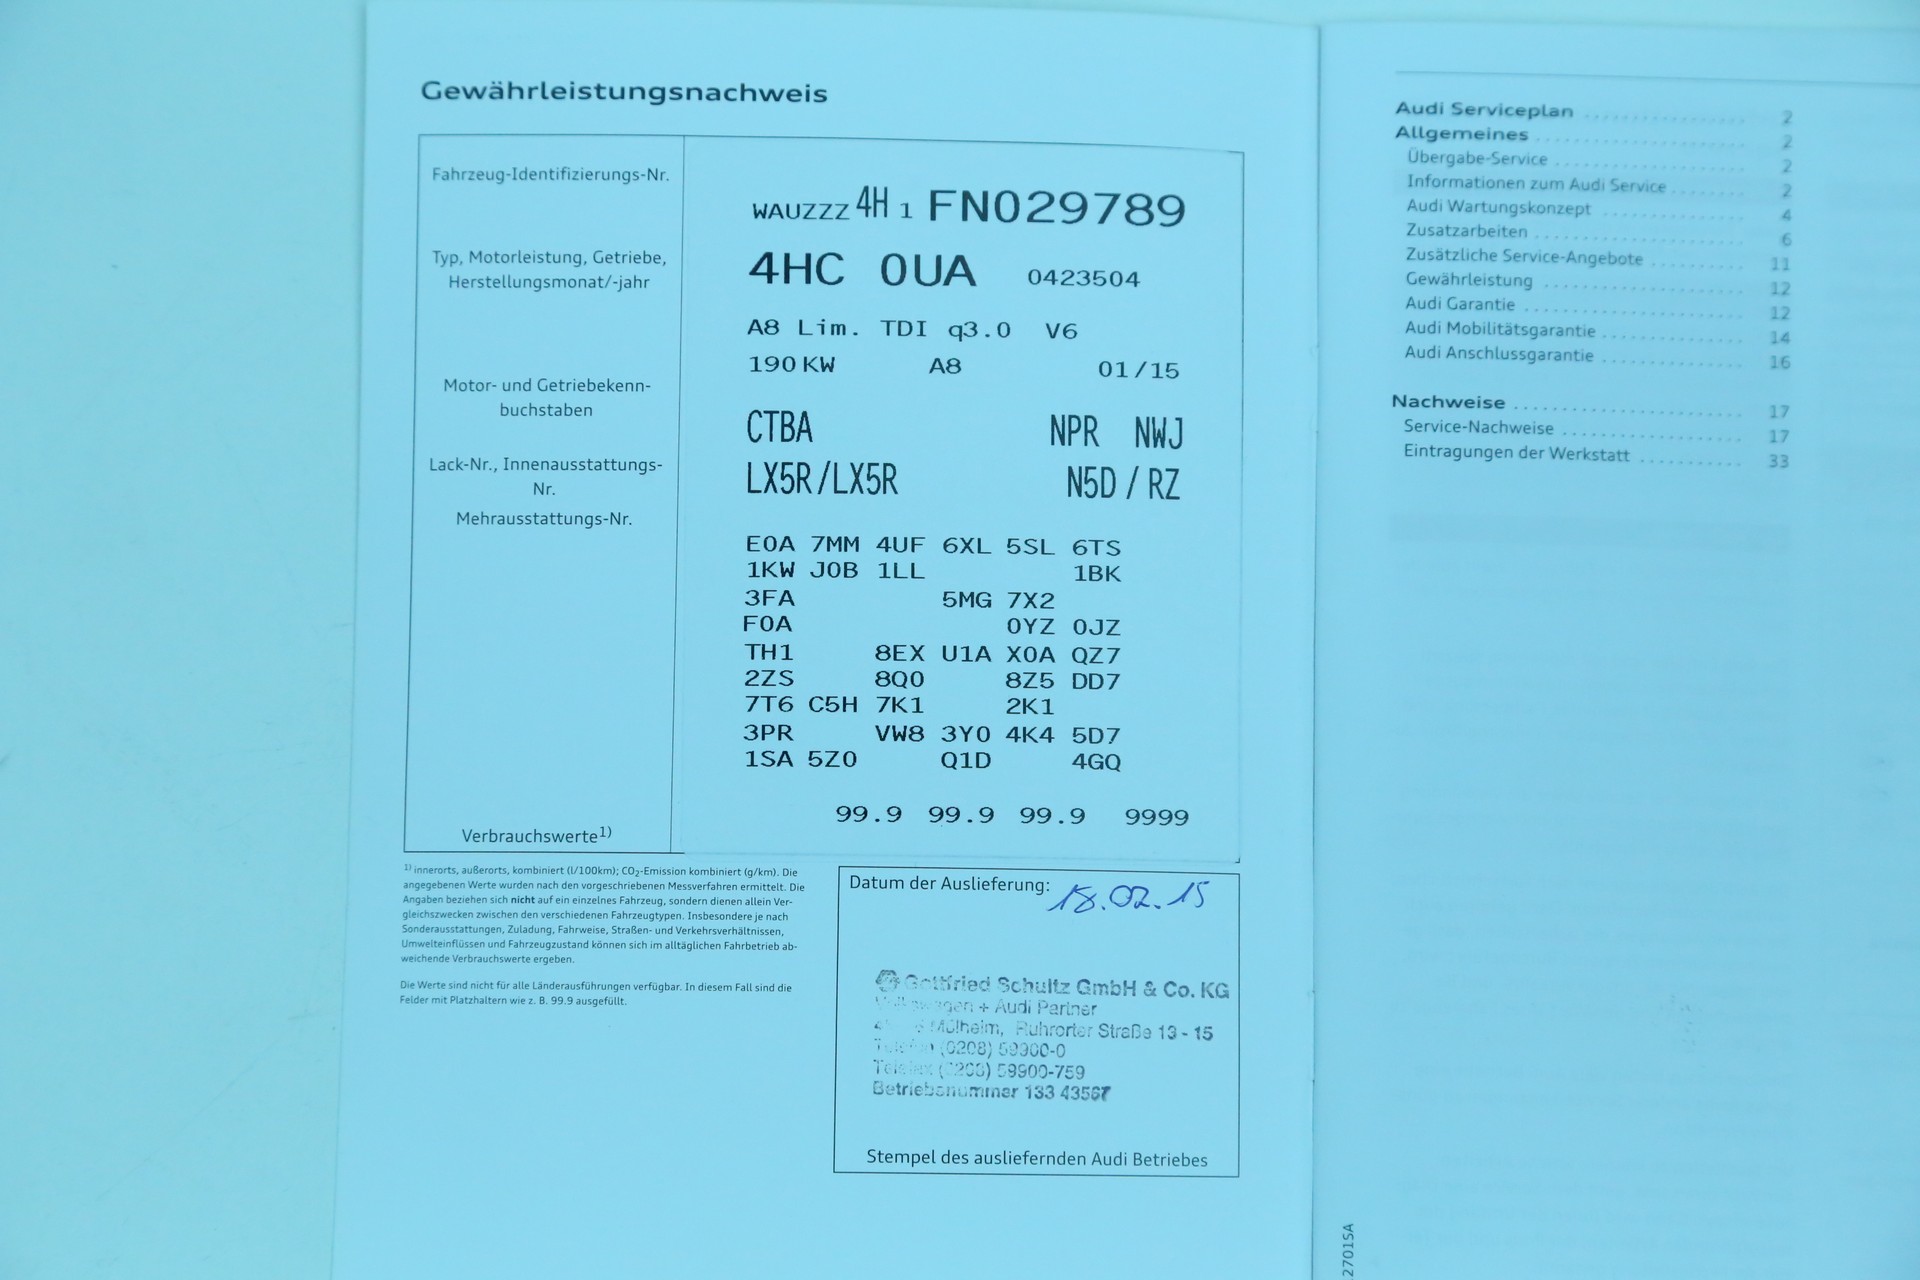 Gewährleistungsnachweis
Fahrzeug-Identifizierungs-Nr.
WAUZZZ 4H 1 FN029789
Typ, Motorleistung, Getriebe,
Herstellungsmonat/-jahr
4HC 0UA 0423504
A8 Lim. TDI q3.0 V6
190 KW A8 01/15
Motor- und Getriebekenn-
buchstaben
CTBA NPR NWJ
Lack-Nr., Innenausstattungs-
Nr.
LX5R/LX5R N5D / RZ
Mehrausstattungs-Nr.
E0A 7MM 4UF 6XL 5SL 6TS
1KW J0B 1LL 1BK
3FA 5MG 7X2
F0A 0YZ 0JZ
TH1 8EX U1A X0A QZ7
2ZS 8Q0 8Z5 DD7
7T6 C5H 7K1 2K1
3PR VW8 3Y0 4K4 5D7
1SA 5Z0 Q1D 4GQ
Verbrauchswerte1)
99.9 99.9 99.9 9999
1) innerorts, außerorts, kombiniert (l/100km); CO2-Emission kombiniert (g/km). Die
angegebenen Werte wurden nach den vorgeschriebenen Messverfahren ermittelt. Die
Angaben beziehen sich nicht auf ein einzelnes Fahrzeug, sondern dienen allein Ver-
gleichszwecken zwischen den verschiedenen Fahrzeugtypen. Insbesondere je nach
Sonderausstattungen, Zuladung, Fahrweise, Straßen- und Verkehrsverhältnissen,
Umwelteinflüssen und Fahrzeugzustand können sich im alltäglichen Fahrbetrieb ab-
weichende Verbrauchswerte ergeben.
Die Werte sind nicht für alle Länderausführungen verfügbar. In diesem Fall sind die
Felder mit Platzhaltern wie z. B. 99.9 ausgefüllt.
Datum der Auslieferung: 18.02.15
Gottfried Schultz GmbH & Co. KG
Volkswagen + Audi Partner
Mülheim, Ruhrorter Straße 13 - 15
Telefon (0208) 59900-0
Telefax (0208) 59900-759
Betriebsnummer 133 43567
Stempel des ausliefernden Audi Betriebes
Audi Serviceplan .......... 2
Allgemeines .......... 2
Übergabe-Service .......... 2
Informationen zum Audi Service .......... 2
Audi Wartungskonzept .......... 4
Zusatzarbeiten .......... 6
Zusätzliche Service-Angebote .......... 11
Gewährleistung .......... 12
Audi Garantie .......... 12
Audi Mobilitätsgarantie .......... 14
Audi Anschlussgarantie .......... 16
Nachweise .......... 17
Service-Nachweise .......... 17
Eintragungen der Werkstatt .......... 33
2701SA